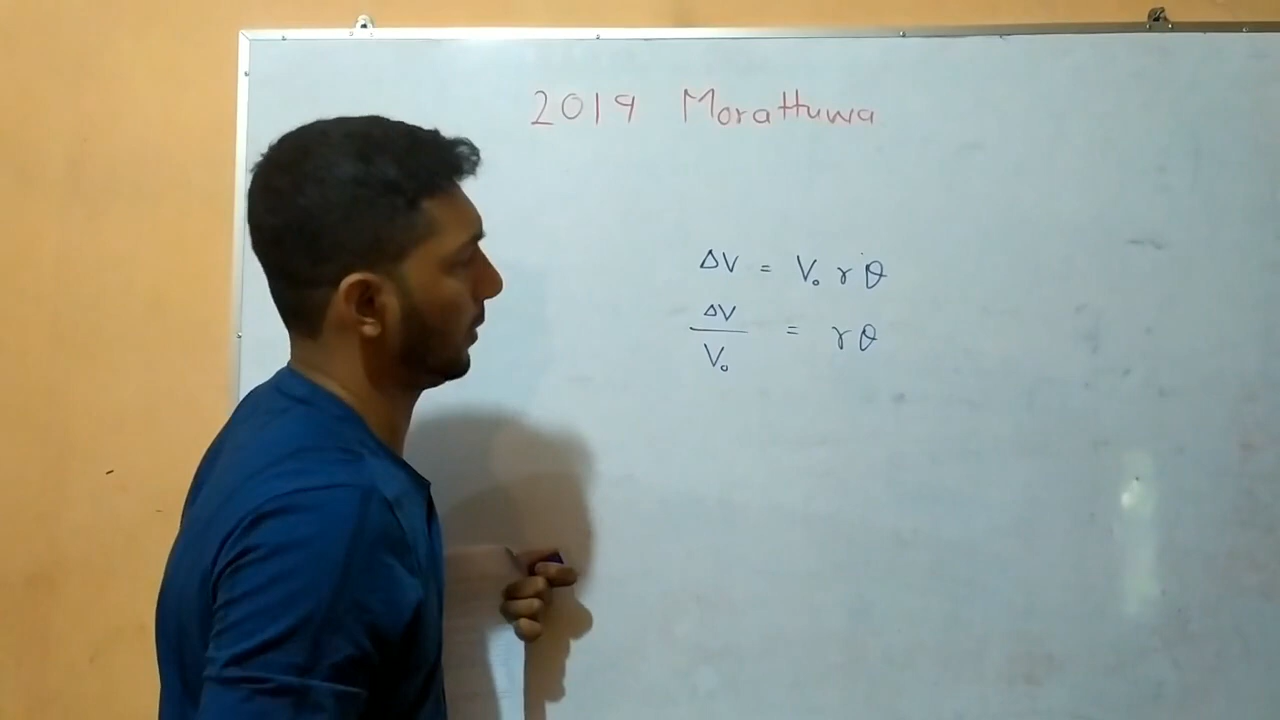 2019 Morattuwa
ΔV = V₀ γ θ
ΔV / V₀ = γ θ